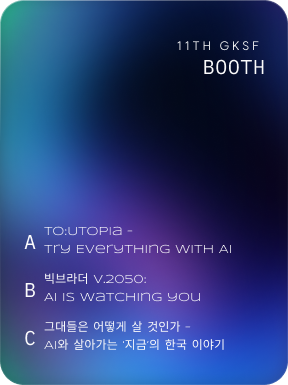 11TH GKSF
BOOTH
A TO:UTOPIA -
Try EVERYTHING WITH AI
B 빅브라더 V.2050:
AI IS WATCHING YOU
C 그대들은 어떻게 살 것인가 -
AI와 살아가는 '지금'의 한국 이야기